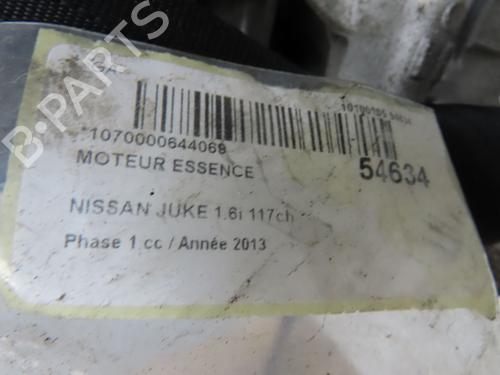 *1070000644069
MOTEUR ESSENCE
54634
NISSAN JUKE 1.6i 117ch
Phase 1 cc / Année 2013
B-PARTS